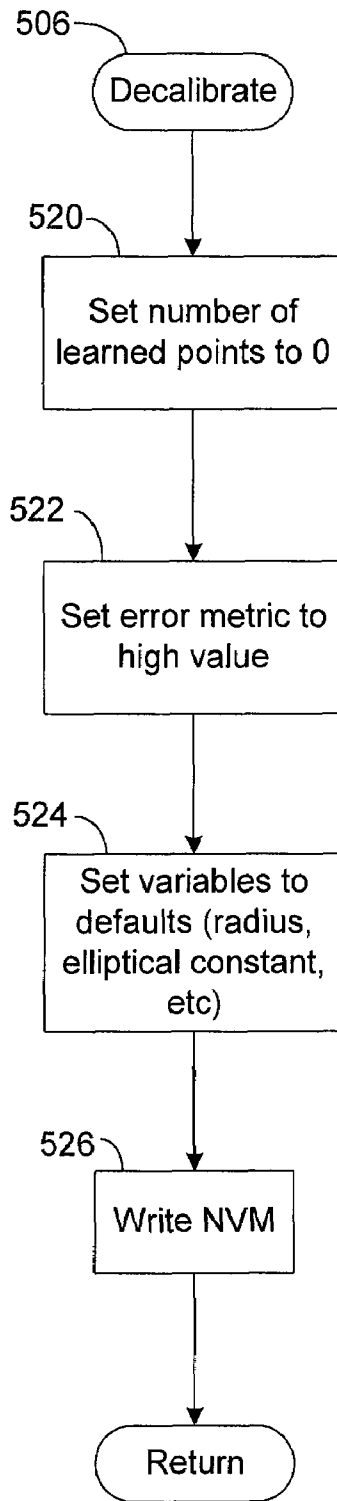 506
Decalibrate
520
Set number of
learned points to 0
522
Set error metric to
high value
524
Set variables to
defaults (radius,
elliptical constant,
etc)
526
Write NVM
Return